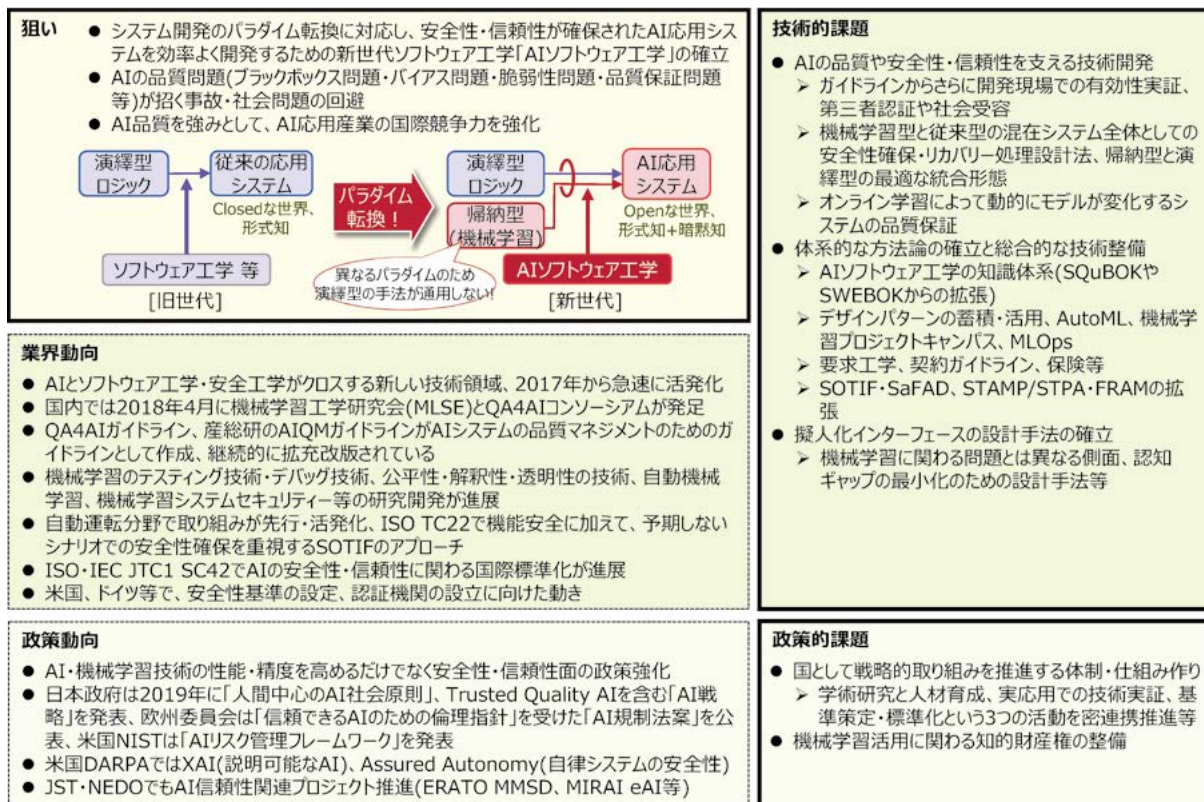 狙い
● システム開発のパラダイム転換に対応し、安全性・信頼性が確保されたAI応用シス
テムを効率よく開発するための新世代ソフトウェア工学「AIソフトウェア工学」の確立
● AIの品質問題(ブラックボックス問題・バイアス問題・脆弱性問題・品質保証問題
等)が招く事故・社会問題の回避
● AI品質を強みとして、AI応用産業の国際競争力を強化
演繹型
ロジック
従来の応用
システム
Closedな世界、
形式知
ソフトウェア工学 等
[旧世代]
パラダイム
転換！
演繹型
ロジック
帰納型
(機械学習)
AI応用
システム
Openな世界、
形式知+暗黙知
異なるパラダイムのため
演繹型の手法が通用しない!
AIソフトウェア工学
[新世代]
業界動向
● AIとソフトウェア工学・安全工学がクロスする新しい技術領域、2017年から急速に活発化
● 国内では2018年4月に機械学習工学研究会(MLSE)とQA4AIコンソーシアムが発足
● QA4AIガイドライン、産総研のAIQMガイドラインがAIシステムの品質マネジメントのためのガ
イドラインとして作成、継続的に拡充改版されている
● 機械学習のテスティング技術・デバッグ技術、公平性・解釈性・透明性の技術、自動機械
学習、機械学習システムセキュリティー等の研究開発が進展
● 自動運転分野で取り組みが先行・活発化、ISO TC22で機能安全に加えて、予期しない
シナリオでの安全性確保を重視するSOTIFのアプローチ
● ISO・IEC JTC1 SC42でAIの安全性・信頼性に関わる国際標準化が進展
● 米国、ドイツ等で、安全性基準の設定、認証機関の設立に向けた動き
政策動向
● AI・機械学習技術の性能・精度を高めるだけでなく安全性・信頼性面の政策強化
● 日本政府は2019年に「人間中心のAI社会原則」、Trusted Quality AIを含む「AI戦
略」を発表、欧州委員会は「信頼できるAIのための倫理指針」を受けた「AI規制法案」を公
表、米国NISTは「AIリスク管理フレームワーク」を発表
● 米国DARPAではXAI(説明可能なAI)、Assured Autonomy(自律システムの安全性)
● JST・NEDOでもAI信頼性関連プロジェクト推進(ERATO MMSD、MIRAI eAI等)
技術的課題
● AIの品質や安全性・信頼性を支える技術開発
➢ ガイドラインからさらに開発現場での有効性実証、
第三者認証や社会受容
➢ 機械学習型と従来型の混在システム全体としての
安全性確保・リカバリー処理設計法、帰納型と演
繹型の最適な統合形態
➢ オンライン学習によって動的にモデルが変化するシ
ステムの品質保証
● 体系的な方法論の確立と総合的な技術整備
➢ AIソフトウェア工学の知識体系(SQuBOKや
SWEBOKからの拡張)
➢ デザインパターンの蓄積・活用、AutoML、機械学
習プロジェクトキャンパス、MLOps
➢ 要求工学、契約ガイドライン、保険等
➢ SOTIF・SaFAD、STAMP/STPA・FRAMの拡
張
● 擬人化インターフェースの設計手法の確立
➢ 機械学習に関わる問題とは異なる側面、認知
ギャップの最小化のための設計手法等
政策的課題
● 国として戦略的取り組みを推進する体制・仕組み作り
➢ 学術研究と人材育成、実応用での技術実証、基
準策定・標準化という3つの活動を密連携推進等
● 機械学習活用に関わる知的財産権の整備